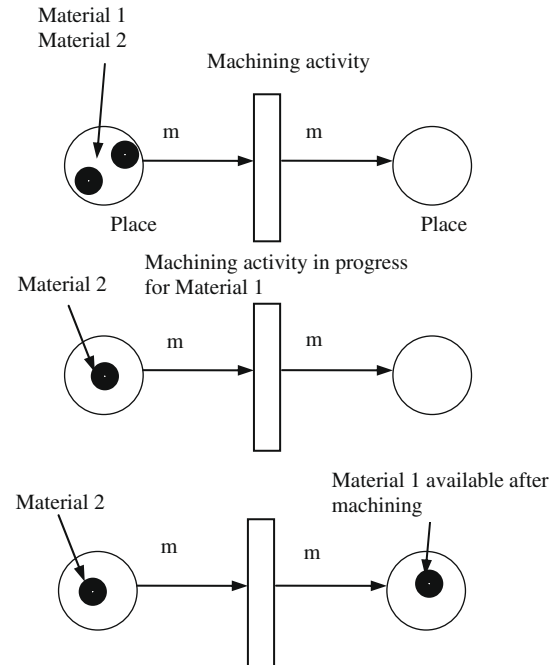 Material 1
Material 2
Machining activity
m
m
Place
Place
Machining activity in progress
for Material 1
Material 2
m
m
Material 1 available after
machining
Material 2
m
m